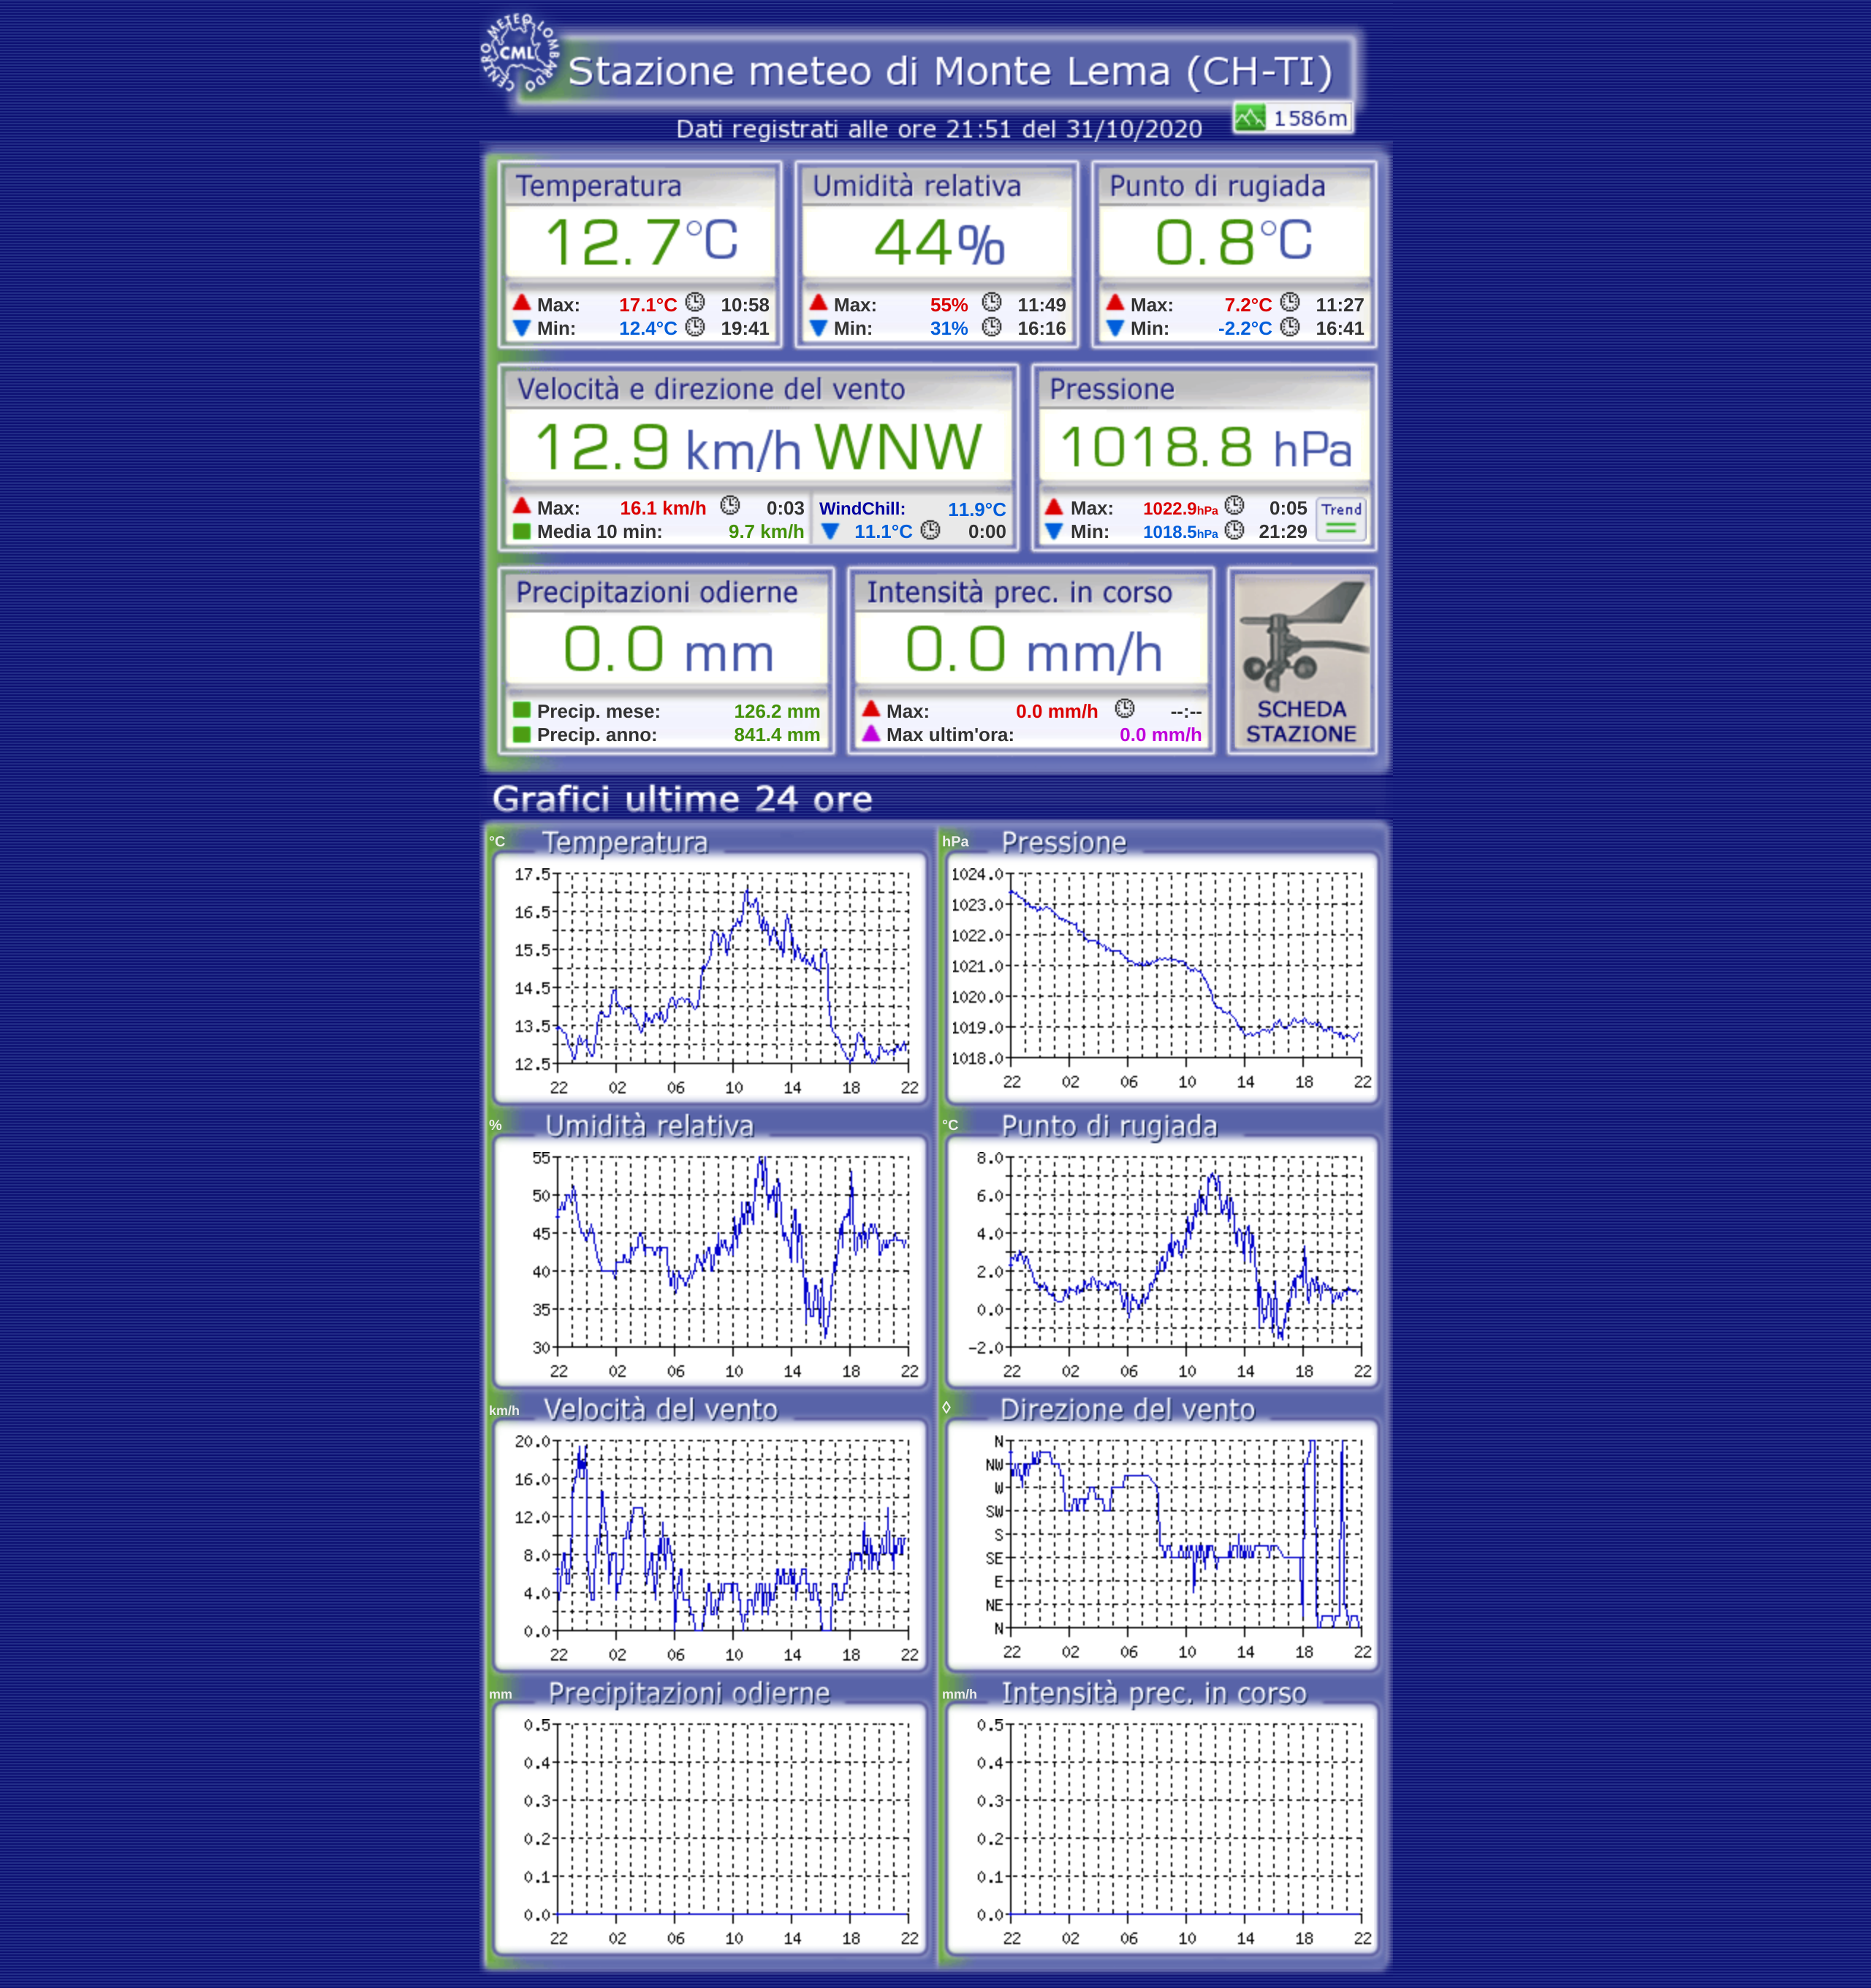 CENTRO METEO LOMBARDO
CML
Stazione meteo di Monte Lema (CH-TI)
1586m
Dati registrati alle ore 21:51 del 31/10/2020
Temperatura
12.7°C
Max: 17.1°C 10:58
Min: 12.4°C 19:41
Umidità relativa
44%
Max: 55% 11:49
Min: 31% 16:16
Punto di rugiada
0.8°C
Max: 7.2°C 11:27
Min: -2.2°C 16:41
Velocità e direzione del vento
12.9 km/h WNW
Max: 16.1 km/h 0:03
Media 10 min: 9.7 km/h
WindChill: 11.9°C
11.1°C 0:00
Pressione
1018.8 hPa
Max: 1022.9hPa 0:05
Min: 1018.5hPa 21:29
Trend
Precipitazioni odierne
0.0 mm
Precip. mese: 126.2 mm
Precip. anno: 841.4 mm
Intensità prec. in corso
0.0 mm/h
Max: 0.0 mm/h --:--
Max ultim'ora: 0.0 mm/h
SCHEDA
STAZIONE
Grafici ultime 24 ore
°C Temperatura
17.5
16.5
15.5
14.5
13.5
12.5
22 02 06 10 14 18 22
hPa Pressione
1024.0
1023.0
1022.0
1021.0
1020.0
1019.0
1018.0
22 02 06 10 14 18 22
% Umidità relativa
55
50
45
40
35
30
22 02 06 10 14 18 22
°C Punto di rugiada
8.0
6.0
4.0
2.0
0.0
-2.0
22 02 06 10 14 18 22
km/h Velocità del vento
20.0
16.0
12.0
8.0
4.0
0.0
22 02 06 10 14 18 22
◊ Direzione del vento
N
NW
W
SW
S
SE
E
NE
N
22 02 06 10 14 18 22
mm Precipitazioni odierne
0.5
0.4
0.3
0.2
0.1
0.0
22 02 06 10 14 18 22
mm/h Intensità prec. in corso
0.5
0.4
0.3
0.2
0.1
0.0
22 02 06 10 14 18 22